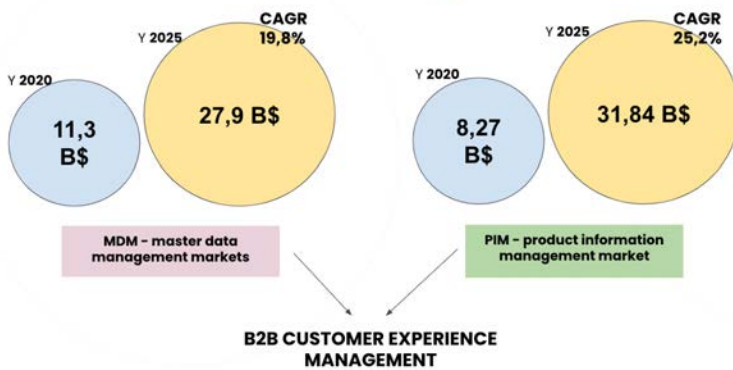 CAGR
19,8%
Y 2025
Y 2020
11,3
B$
27,9 B$
MDM - master data
management markets
CAGR
25,2%
Y 2025
Y 2020
8,27
B$
31,84 B$
PIM - product information
management market
B2B CUSTOMER EXPERIENCE
MANAGEMENT